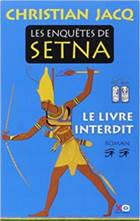 CHRISTIAN JACQ
LES ENQUÊTES DE
SETNA
LE LIVRE
INTERDIT
ROMAN